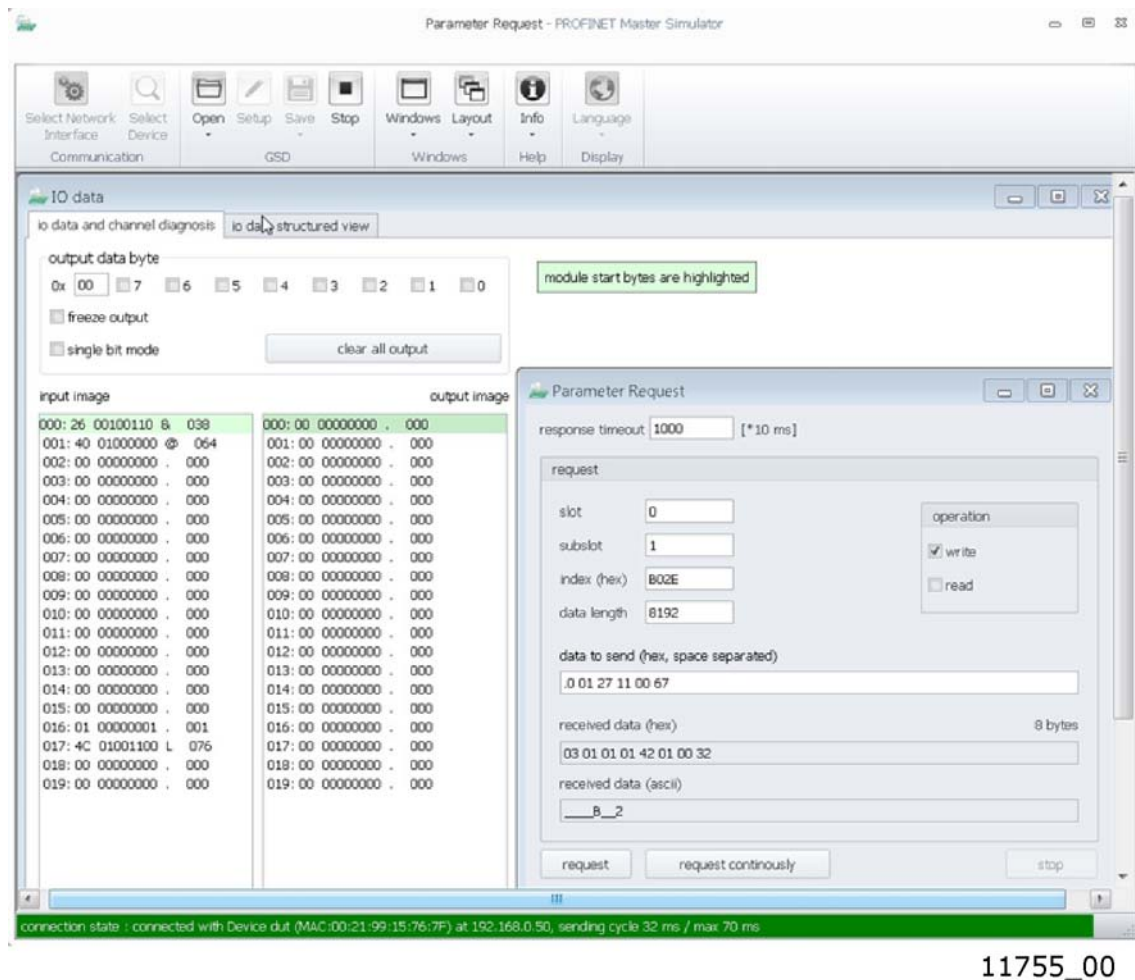 Parameter Request - PROFINET Master Simulator
Select Network Interface
Select Device
Open
Setup
Save
Stop
Windows
Layout
Info
Language
Communication
GSD
Windows
Help
Display
IO data
io data and channel diagnosis
io data structured view
output data byte
0x 00 7 6 5 4 3 2 1 0
freeze output
single bit mode
clear all output
module start bytes are highlighted
input image
output image
000: 26 00100110 & 038
001: 40 01000000 @ 064
002: 00 00000000 . 000
003: 00 00000000 . 000
004: 00 00000000 . 000
005: 00 00000000 . 000
006: 00 00000000 . 000
007: 00 00000000 . 000
008: 00 00000000 . 000
009: 00 00000000 . 000
010: 00 00000000 . 000
011: 00 00000000 . 000
012: 00 00000000 . 000
013: 00 00000000 . 000
014: 00 00000000 . 000
015: 00 00000000 . 000
016: 01 00000001 . 001
017: 4C 01001100 L 076
018: 00 00000000 . 000
019: 00 00000000 . 000
000: 00 00000000 . 000
001: 00 00000000 . 000
002: 00 00000000 . 000
003: 00 00000000 . 000
004: 00 00000000 . 000
005: 00 00000000 . 000
006: 00 00000000 . 000
007: 00 00000000 . 000
008: 00 00000000 . 000
009: 00 00000000 . 000
010: 00 00000000 . 000
011: 00 00000000 . 000
012: 00 00000000 . 000
013: 00 00000000 . 000
014: 00 00000000 . 000
015: 00 00000000 . 000
016: 00 00000000 . 000
017: 00 00000000 . 000
018: 00 00000000 . 000
019: 00 00000000 . 000
Parameter Request
response timeout 1000 [*10 ms]
request
slot 0
subslot 1
index (hex) B02E
data length 8192
operation
write
read
data to send (hex, space separated)
.0 01 27 11 00 67
received data (hex) 8 bytes
03 01 01 01 42 01 00 32
received data (ascii)
____B__2
request
request continously
stop
connection state : connected with Device dut (MAC:00:21:99:15:76:7F) at 192.168.0.50, sending cycle 32 ms / max 70 ms
11755_00